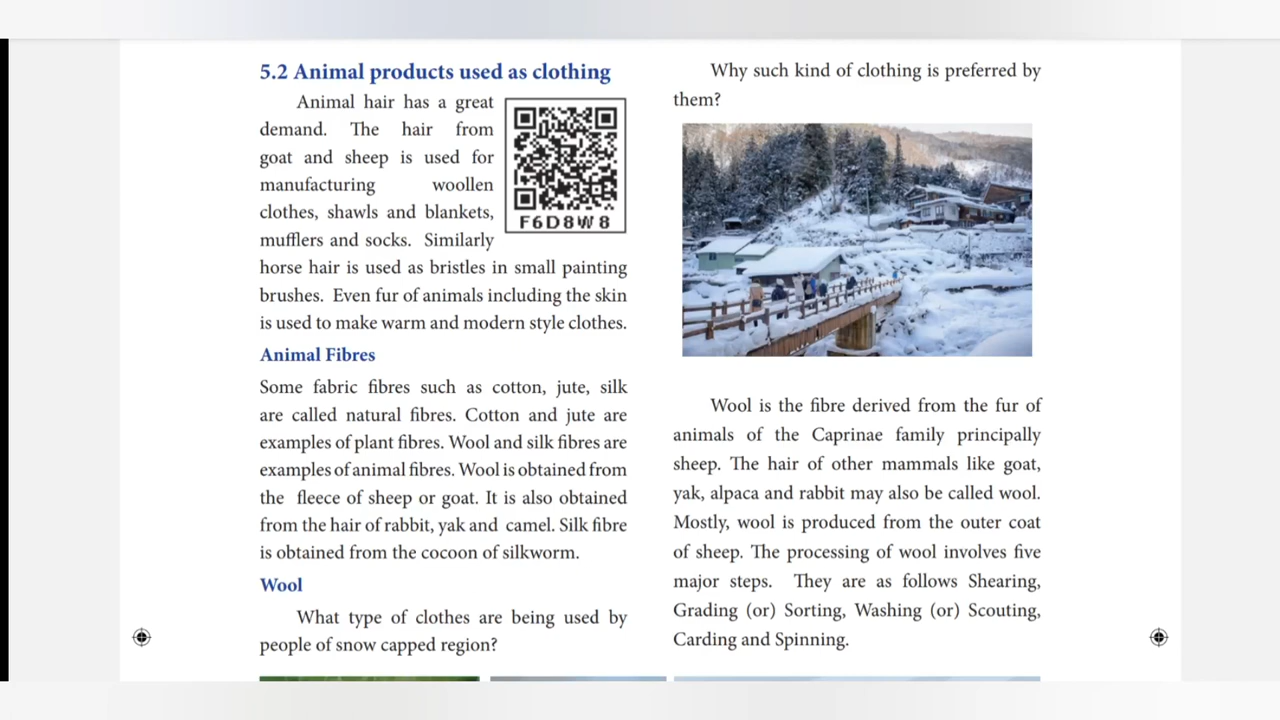 5.2 Animal products used as clothing
Animal hair has a great
demand. The hair from
goat and sheep is used for
manufacturing woollen
clothes, shawls and blankets,
mufflers and socks. Similarly
F6D8W8
horse hair is used as bristles in small painting
brushes. Even fur of animals including the skin
is used to make warm and modern style clothes.
Animal Fibres
Some fabric fibres such as cotton, jute, silk
are called natural fibres. Cotton and jute are
examples of plant fibres. Wool and silk fibres are
examples of animal fibres. Wool is obtained from
the fleece of sheep or goat. It is also obtained
from the hair of rabbit, yak and camel. Silk fibre
is obtained from the cocoon of silkworm.
Wool
What type of clothes are being used by
people of snow capped region?
Why such kind of clothing is preferred by
them?
Wool is the fibre derived from the fur of
animals of the Caprinae family principally
sheep. The hair of other mammals like goat,
yak, alpaca and rabbit may also be called wool.
Mostly, wool is produced from the outer coat
of sheep. The processing of wool involves five
major steps. They are as follows Shearing,
Grading (or) Sorting, Washing (or) Scouting,
Carding and Spinning.